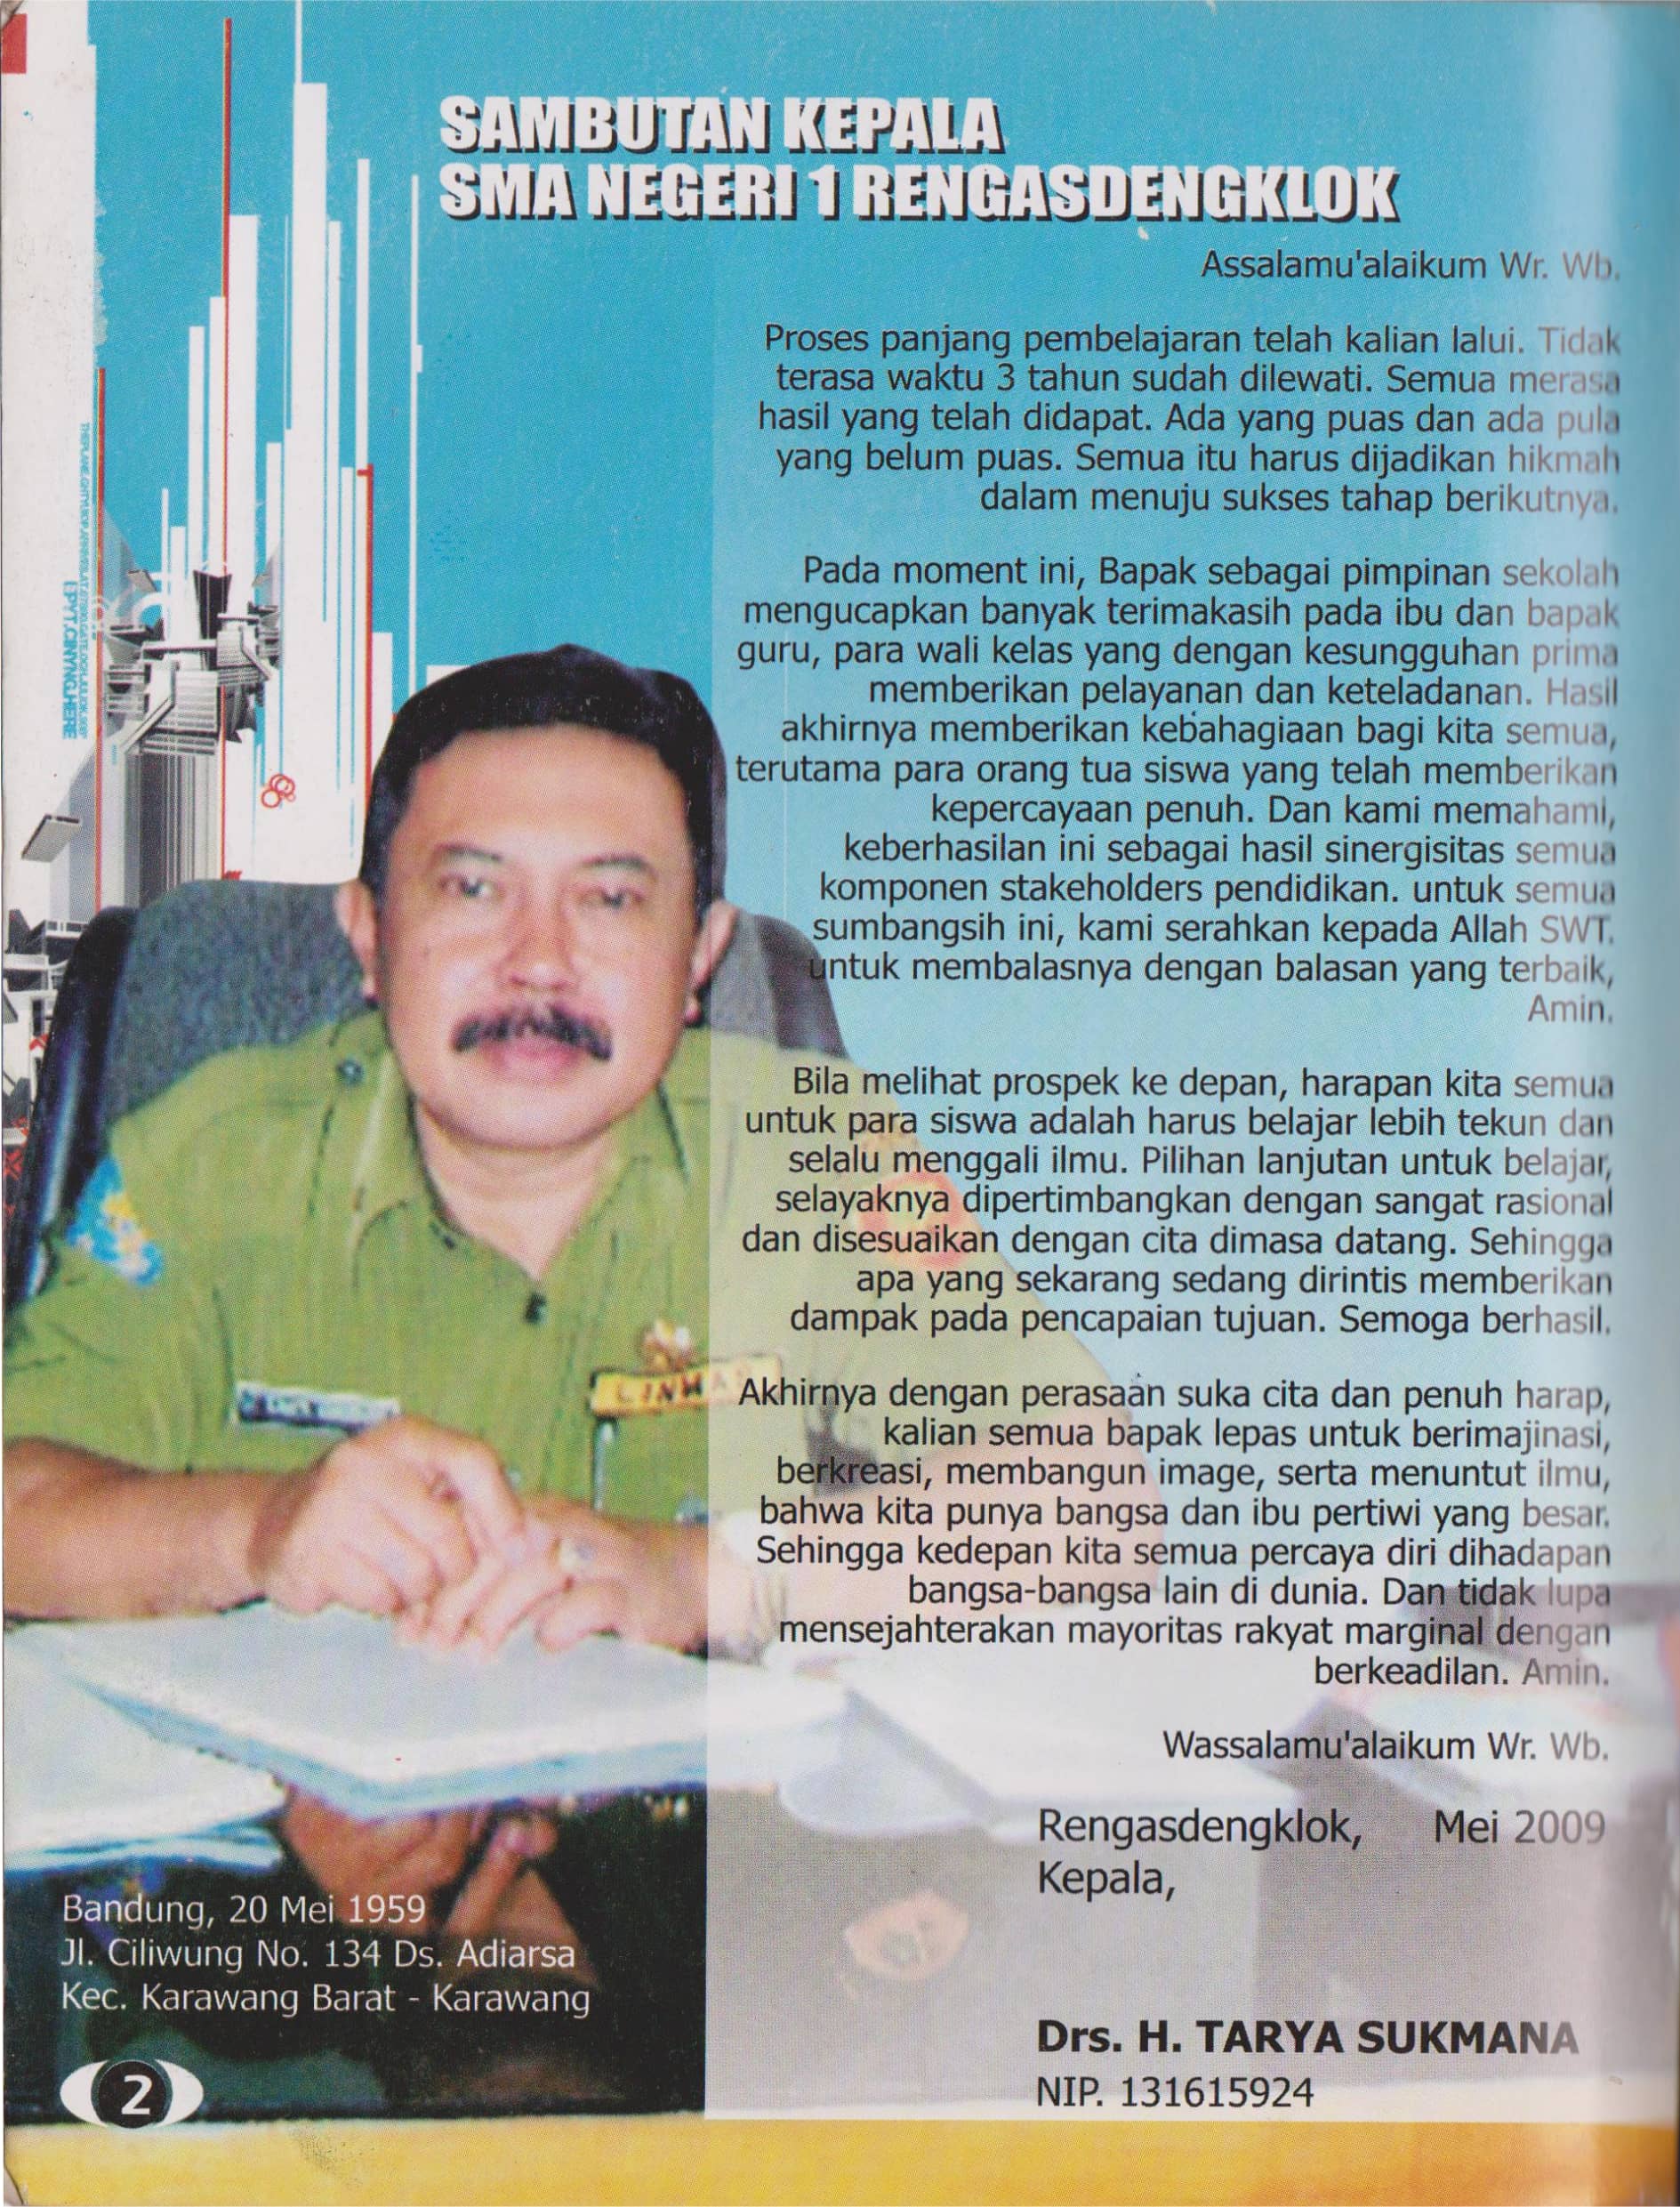 SAMBUTAN KEPALA
SMA NEGERI 1 RENGASDENGKLOK
Assalamu'alaikum Wr. Wb.
Proses panjang pembelajaran telah kalian lalui. Tidak
terasa waktu 3 tahun sudah dilewati. Semua merasa
hasil yang telah didapat. Ada yang puas dan ada pula
yang belum puas. Semua itu harus dijadikan hikmah
dalam menuju sukses tahap berikutnya.
Pada moment ini, Bapak sebagai pimpinan sekolah
mengucapkan banyak terimakasih pada ibu dan bapak
guru, para wali kelas yang dengan kesungguhan prima
memberikan pelayanan dan keteladanan. Hasil
akhirnya memberikan kebahagiaan bagi kita semua,
terutama para orang tua siswa yang telah memberikan
kepercayaan penuh. Dan kami memahami,
keberhasilan ini sebagai hasil sinergisitas semua
komponen stakeholders pendidikan. untuk semua
sumbangsih ini, kami serahkan kepada Allah SWT.
untuk membalasnya dengan balasan yang terbaik,
Amin.
Bila melihat prospek ke depan, harapan kita semua
untuk para siswa adalah harus belajar lebih tekun dan
selalu menggali ilmu. Pilihan lanjutan untuk belajar,
selayaknya dipertimbangkan dengan sangat rasional
dan disesuaikan dengan cita dimasa datang. Sehingga
apa yang sekarang sedang dirintis memberikan
dampak pada pencapaian tujuan. Semoga berhasil.
LINMAS
Akhirnya dengan perasaan suka cita dan penuh harap,
kalian semua bapak lepas untuk berimajinasi,
berkreasi, membangun image, serta menuntut ilmu,
bahwa kita punya bangsa dan ibu pertiwi yang besar.
Sehingga kedepan kita semua percaya diri dihadapan
bangsa-bangsa lain di dunia. Dan tidak lupa
mensejahterakan mayoritas rakyat marginal dengan
berkeadilan. Amin.
Wassalamu'alaikum Wr. Wb.
Rengasdengklok, Mei 2009
Kepala,
Drs. H. TARYA SUKMANA
NIP. 131615924
Bandung, 20 Mei 1959
Jl. Ciliwung No. 134 Ds. Adiarsa
Kec. Karawang Barat - Karawang
2